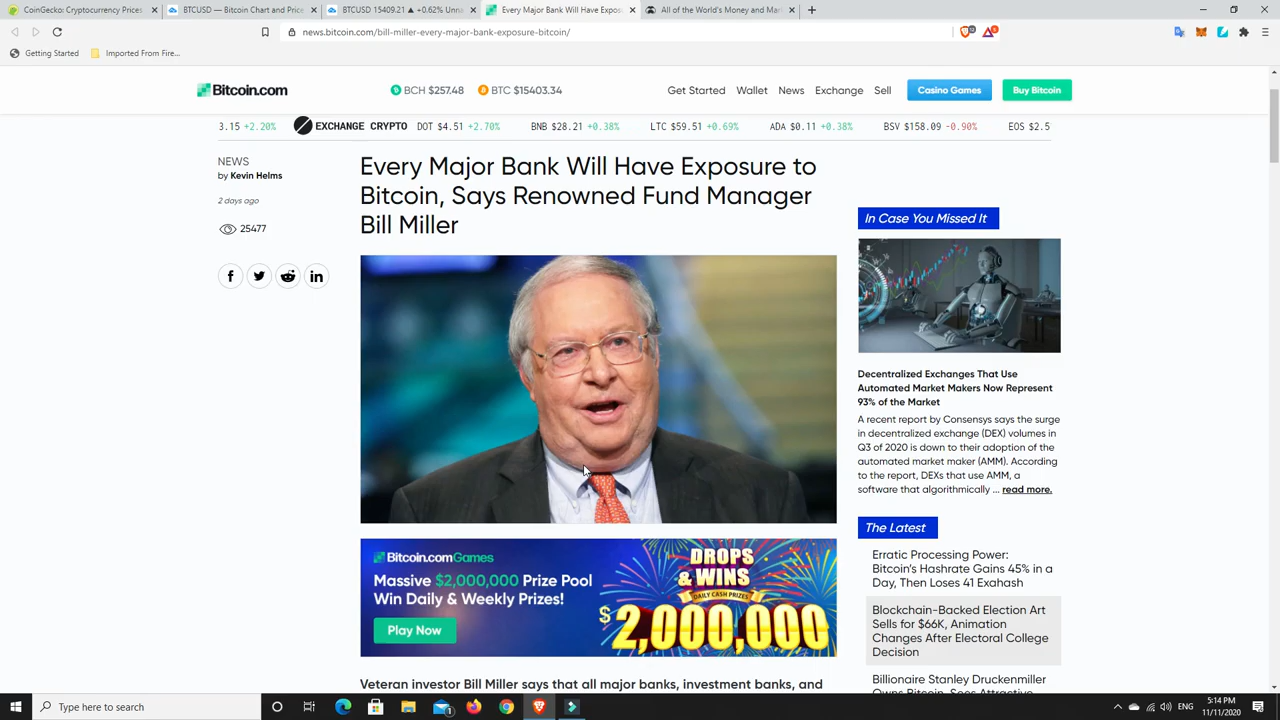 CoinGecko: Cryptocurrency Prices
BTCUSD — Bitcoin Chart and Price
BTCUSD 15409.21 ▲ +0.62% Unna
Every Major Bank Will Have Expos
All of the World's Money and Mar
news.bitcoin.com/bill-miller-every-major-bank-exposure-bitcoin/
Getting Started
Imported From Fire...
Bitcoin.com
BCH $257.48
BTC $15403.34
Get Started
Wallet
News
Exchange
Sell
Casino Games
Buy Bitcoin
3.15 +2.20%
EXCHANGE CRYPTO
DOT $4.51 +2.70%
BNB $28.21 +0.38%
LTC $59.51 +0.69%
ADA $0.11 +0.38%
BSV $158.09 -0.90%
EOS $2.5
NEWS
by Kevin Helms
2 days ago
25477
Every Major Bank Will Have Exposure to
Bitcoin, Says Renowned Fund Manager
Bill Miller
Bitcoin.comGames
Massive $2,000,000 Prize Pool
Win Daily & Weekly Prizes!
Play Now
DROPS
& WINS
DAILY CASH PRIZES
$2,000,000
Veteran investor Bill Miller says that all major banks, investment banks, and
In Case You Missed It
Decentralized Exchanges That Use
Automated Market Makers Now Represent
93% of the Market
A recent report by Consensys says the surge
in decentralized exchange (DEX) volumes in
Q3 of 2020 is down to their adoption of the
automated market maker (AMM). According
to the report, DEXs that use AMM, a
software that algorithmically ... read more.
The Latest
Erratic Processing Power:
Bitcoin's Hashrate Gains 45% in a
Day, Then Loses 41 Exahash
Blockchain-Backed Election Art
Sells for $66K, Animation
Changes After Electoral College
Decision
Billionaire Stanley Druckenmiller
Owns Bitcoin, Sees Attractive
Type here to search
ENG
5:14 PM
11/11/2020